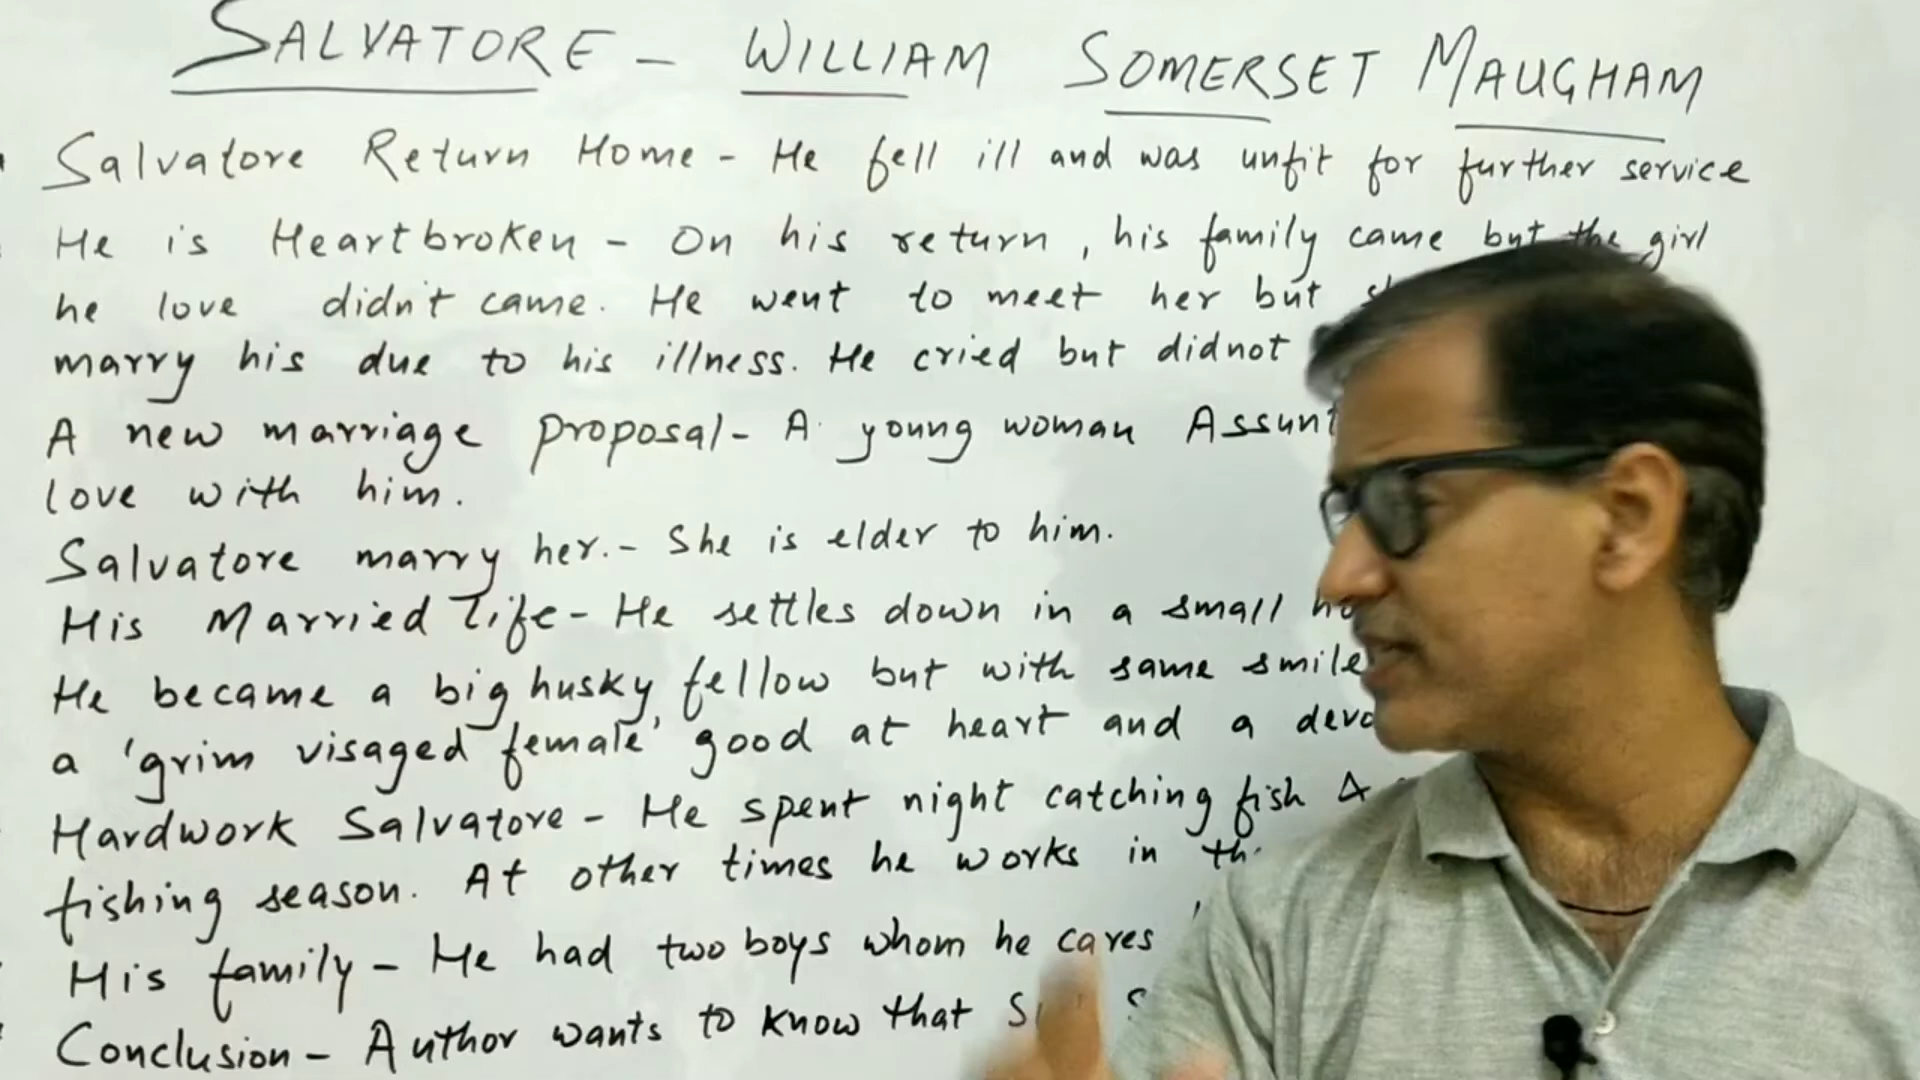 SALVATORE - WILLIAM SOMERSET MAUGHAM
Salvatore Return Home - He fell ill and was unfit for further service
He is Heartbroken - On his return, his family came but the girl
he love didn't came. He went to meet her but
marry his due to his illness. He cried but didnot
A new marriage proposal - A young woman
love with him.
Salvatore marry her. - She is elder to him.
His Married life - He settles down in a small
He became a big husky fellow but with same smile
a 'grim visaged female' good at heart and a
Hardwork Salvatore - He spent night catching fish &
fishing season. At other times he works in
His family - He had two boys whom he cares
Conclusion - Author wants to know that